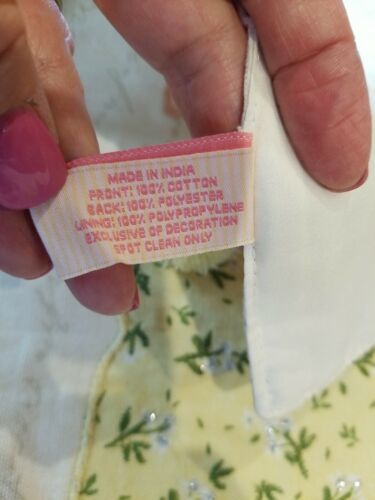 MADE IN INDIA
FRONT: 100% COTTON
BACK: 100% POLYESTER
LINING: 100% POLYPROPYLENE
EXCLUSIVE OF DECORATION
SPOT CLEAN ONLY